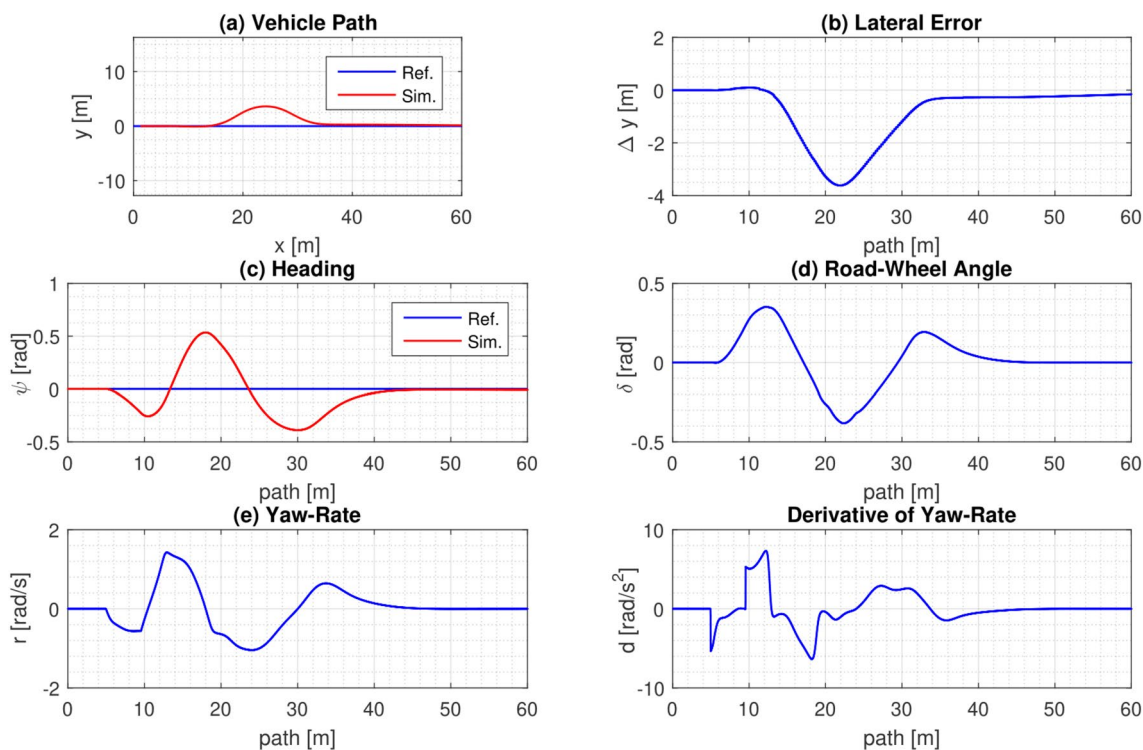 (a) Vehicle Path
10
0
-10
y [m]
Ref.
Sim.
0 20 40 60
x [m]
(b) Lateral Error
2
0
-2
-4
Δ y [m]
0 10 20 30 40 50 60
path [m]
(c) Heading
1
0.5
0
-0.5
ψ [rad]
Ref.
Sim.
0 10 20 30 40 50 60
path [m]
(d) Road-Wheel Angle
0.5
0
-0.5
δ [rad]
0 10 20 30 40 50 60
path [m]
(e) Yaw-Rate
2
0
-2
r [rad/s]
0 10 20 30 40 50 60
path [m]
Derivative of Yaw-Rate
10
0
-10
d [rad/s²]
0 10 20 30 40 50 60
path [m]